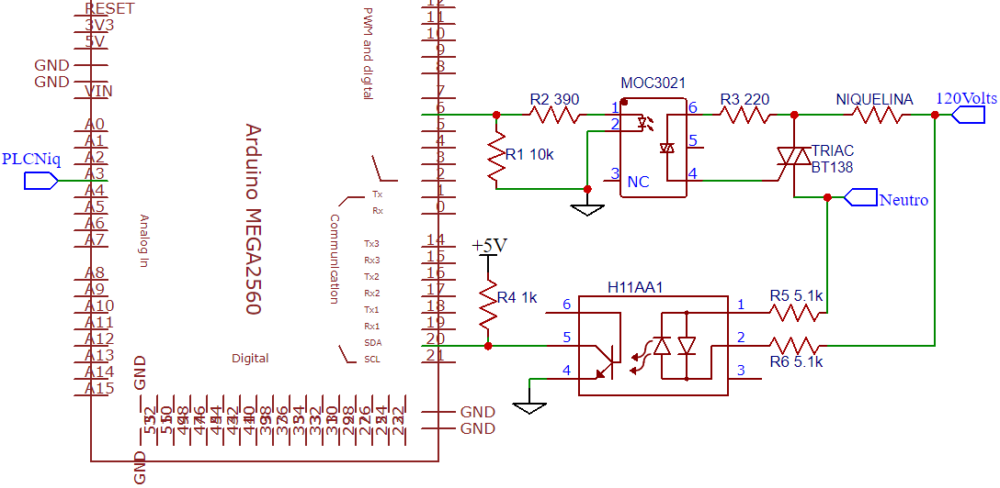 RESET
3V3
5V
GND
GND
VIN
A0
A1
A2
A3
A4
A5
A6
A7
A8
A9
A10
A11
A12
A13
A14
A15
PLCNiq
Analog In
Arduino MEGA2560
PWM and digital
Communication
Digital
12
11
10
9
8
7
6
5
4
3
2
1
0
Tx
Rx
14
15
16
17
18
19
20
21
Tx3
Rx3
Tx2
Rx2
Tx1
Rx1
SDA
SCL
GND
GND
GND
GND
R2 390
R1 10k
MOC3021
1
2
3
NC
6
5
4
R3 220
NIQUELINA
120Volts
TRIAC
BT138
Neutro
+5V
R4 1k
H11AA1
6
5
4
1
2
3
R5 5.1k
R6 5.1k